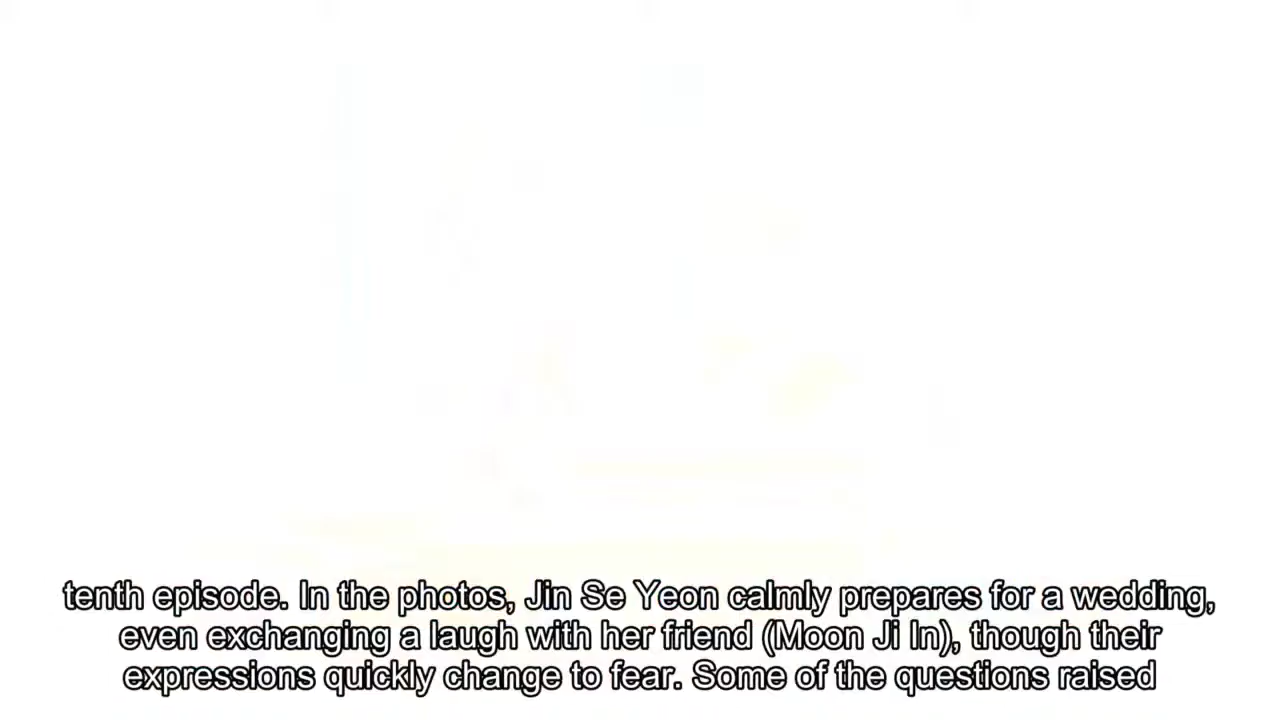 tenth episode. In the photos, Jin Se Yeon calmly prepares for a wedding,
even exchanging a laugh with her friend (Moon Ji In), though their
expressions quickly change to fear. Some of the questions raised